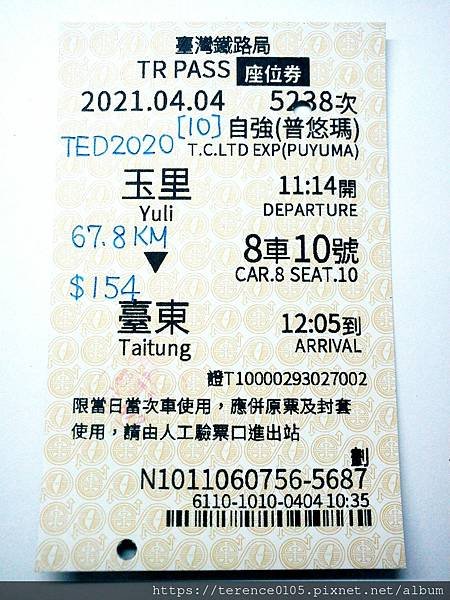 臺灣鐵路局
TR PASS 座位券
2021.04.04 5238次
[10] 自強(普悠瑪)
TED2020 T.C.LTD EXP(PUYUMA)
玉里 11:14開
Yuli DEPARTURE
67.8 KM 8車10號
CAR.8 SEAT.10
$154
臺東 12:05到
Taitung ARRIVAL
證T10000293027002
限當日當次車使用，應併原票及封套
使用，請由人工驗票口進出站
劃
N1011060756-5687
6110-1010-0404 10:35
https://terence0105.pixnet.net/album